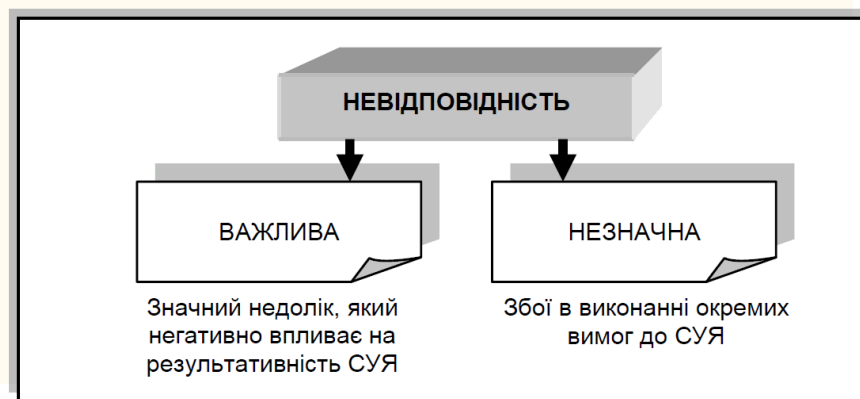 НЕВІДПОВІДНІСТЬ
ВАЖЛИВА
НЕЗНАЧНА
Значний недолік, який
негативно впливає на
результативність СУЯ
Збої в виконанні окремих
вимог до СУЯ